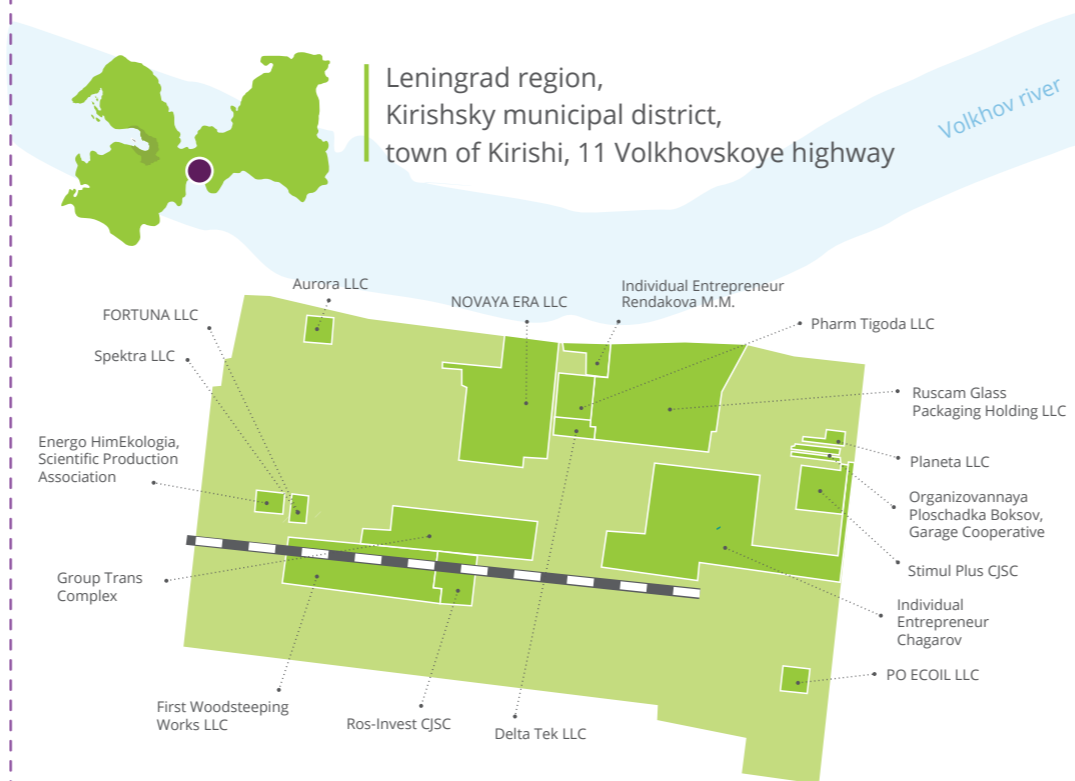 Leningrad region,
Kirishsky municipal district,
town of Kirishi, 11 Volkhovskoye highway
Volkhov river
Aurora LLC
NOVAYA ERA LLC
Individual Entrepreneur
Rendakova M.M.
FORTUNA LLC
Pharm Tigoda LLC
Spektra LLC
Ruscam Glass
Packaging Holding LLC
Energo HimEkologia,
Scientific Production
Association
Planeta LLC
Organizovannaya
Ploschadka Boksov,
Garage Cooperative
Stimul Plus CJSC
Group Trans
Complex
Individual
Entrepreneur
Chagarov
PO ECOIL LLC
First Woodsteeping
Works LLC
Ros-Invest CJSC
Delta Tek LLC